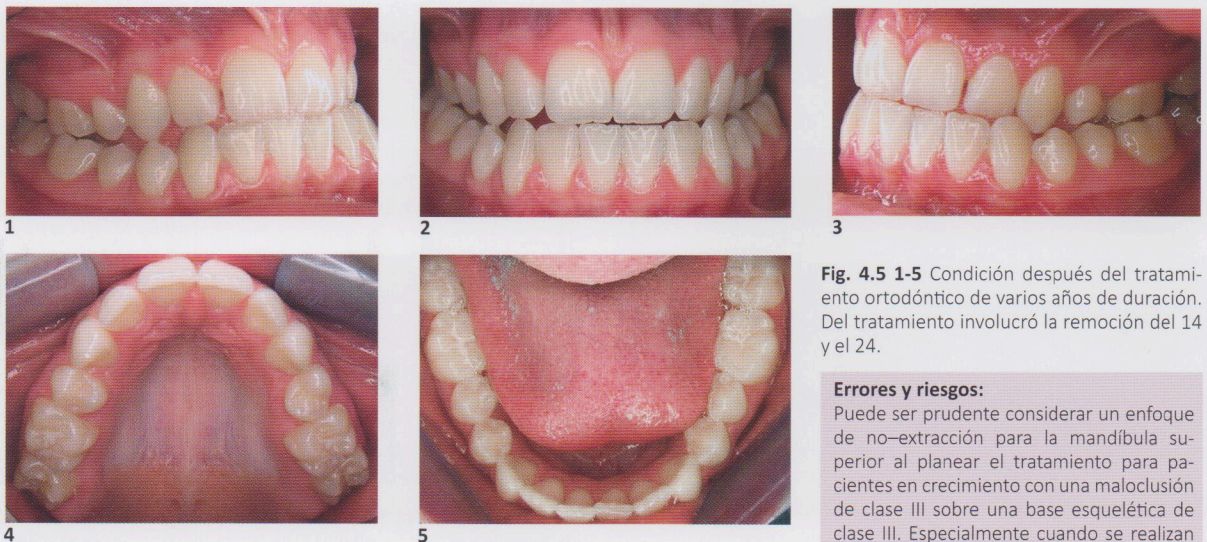 1
2
3
4
5
Fig. 4.5 1-5 Condición después del tratami-
ento ortodóntico de varios años de duración.
Del tratamiento involucró la remoción del 14
y el 24.
Errores y riesgos:
Puede ser prudente considerar un enfoque
de no–extracción para la mandíbula su-
perior al planear el tratamiento para pa-
cientes en crecimiento con una maloclusión
de clase III sobre una base esquelética de
clase III. Especialmente cuando se realizan